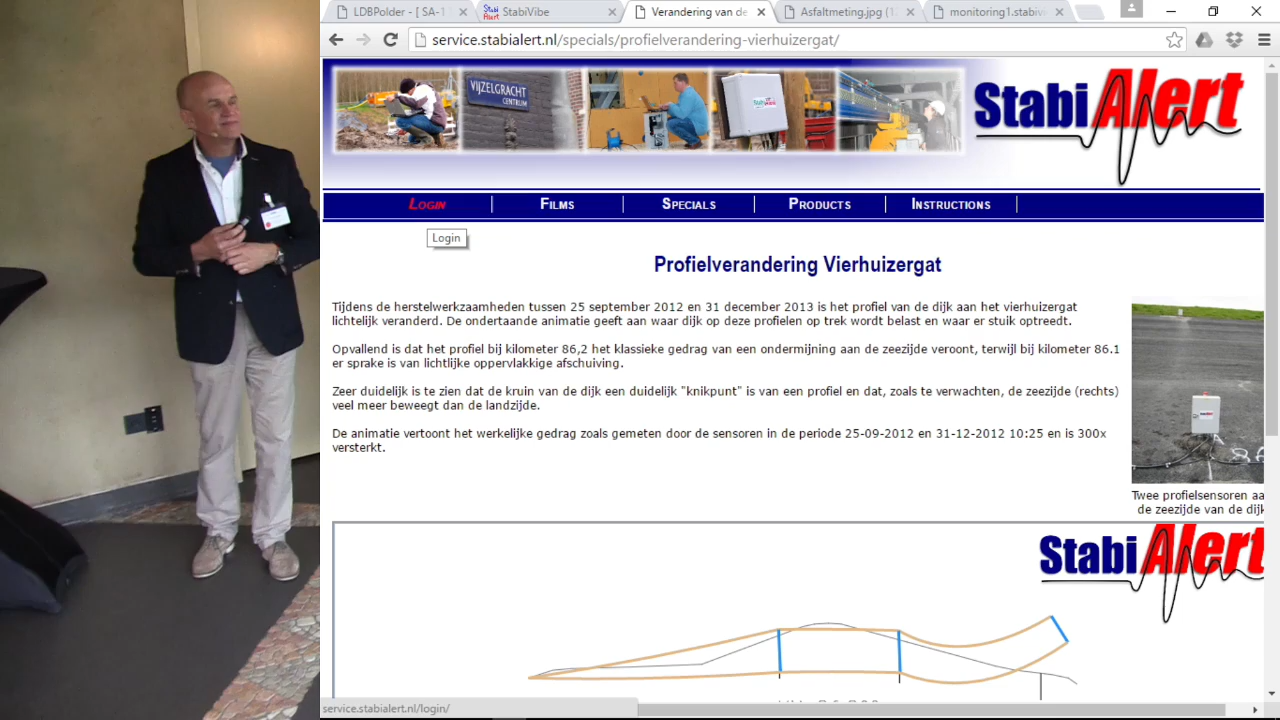 LDBPolder - [ SA-1
Stabi Alert StabiVibe
Verandering van de
Asfaltmeting.jpg (1
monitoring1.stabiv
service.stabialert.nl/specials/profielverandering-vierhuizergat/
VIJZELGRACHT
CENTRUM
StabiAlert
Login Films Specials Products Instructions
Login
Profielverandering Vierhuizergat
Tijdens de herstelwerkzaamheden tussen 25 september 2012 en 31 december 2013 is het profiel van de dijk aan het vierhuizergat
lichtelijk veranderd. De ondertaande animatie geeft aan waar dijk op deze profielen op trek wordt belast en waar er stuik optreedt.
Opvallend is dat het profiel bij kilometer 86,2 het klassieke gedrag van een ondermijning aan de zeezijde veroont, terwijl bij kilometer 86.1
er sprake is van lichtlijke oppervlakkige afschuiving.
Zeer duidelijk is te zien dat de kruin van de dijk een duidelijk "knikpunt" is van een profiel en dat, zoals te verwachten, de zeezijde (rechts)
veel meer beweegt dan de landzijde.
De animatie vertoont het werkelijke gedrag zoals gemeten door de sensoren in de periode 25-09-2012 en 31-12-2012 10:25 en is 300x
versterkt.
Twee profielsensoren aa
de zeezijde van de dijk
StabiAlert
service.stabialert.nl/login/